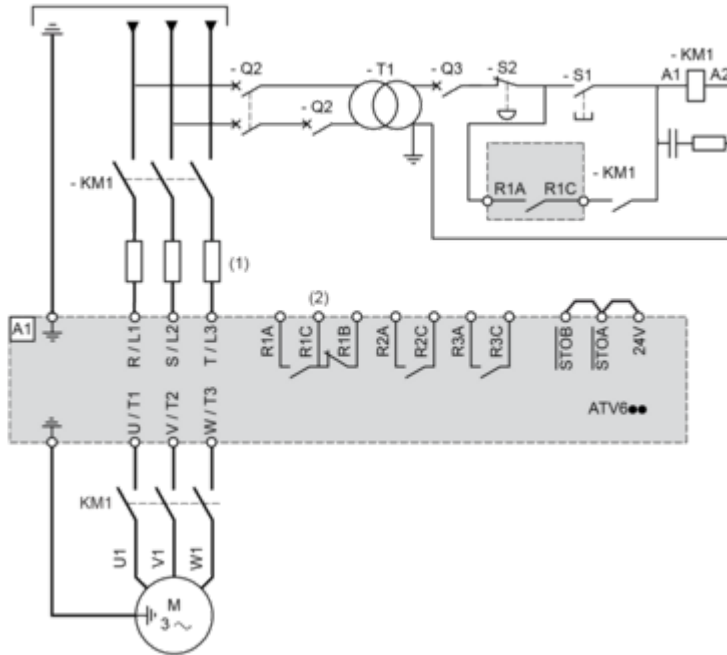 - Q2
- T1
- Q3
- S2
- S1
- KM1
A1
A2
- Q2
- KM1
R1A
R1C
- KM1
(1)
(2)
A1
R / L1
S / L2
T / L3
R1A
R1C
R1B
R2A
R2C
R3A
R3C
STOB
STOA
24V
U / T1
V / T2
W / T3
ATV6●●
KM1
U1
V1
W1
M
3 ~